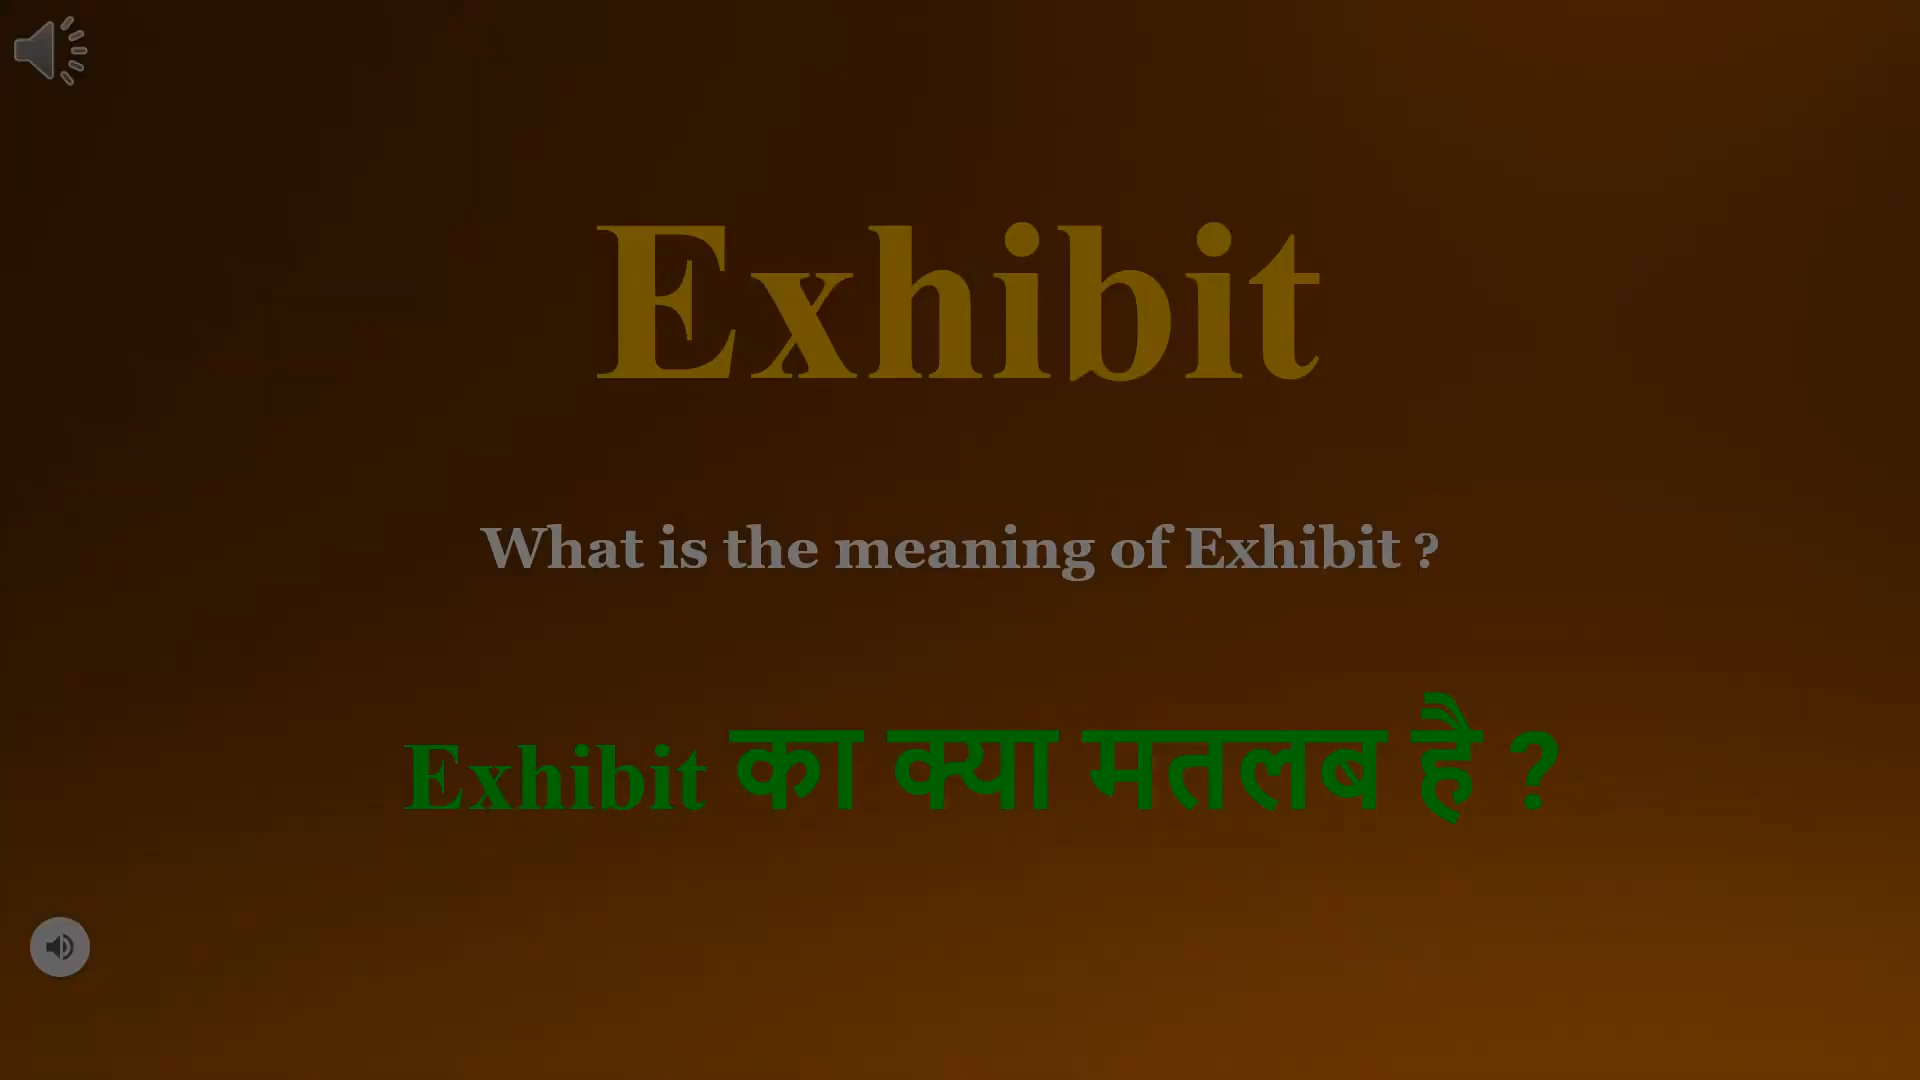 Exhibit
What is the meaning of Exhibit ?
Exhibit का क्या मतलब है ?